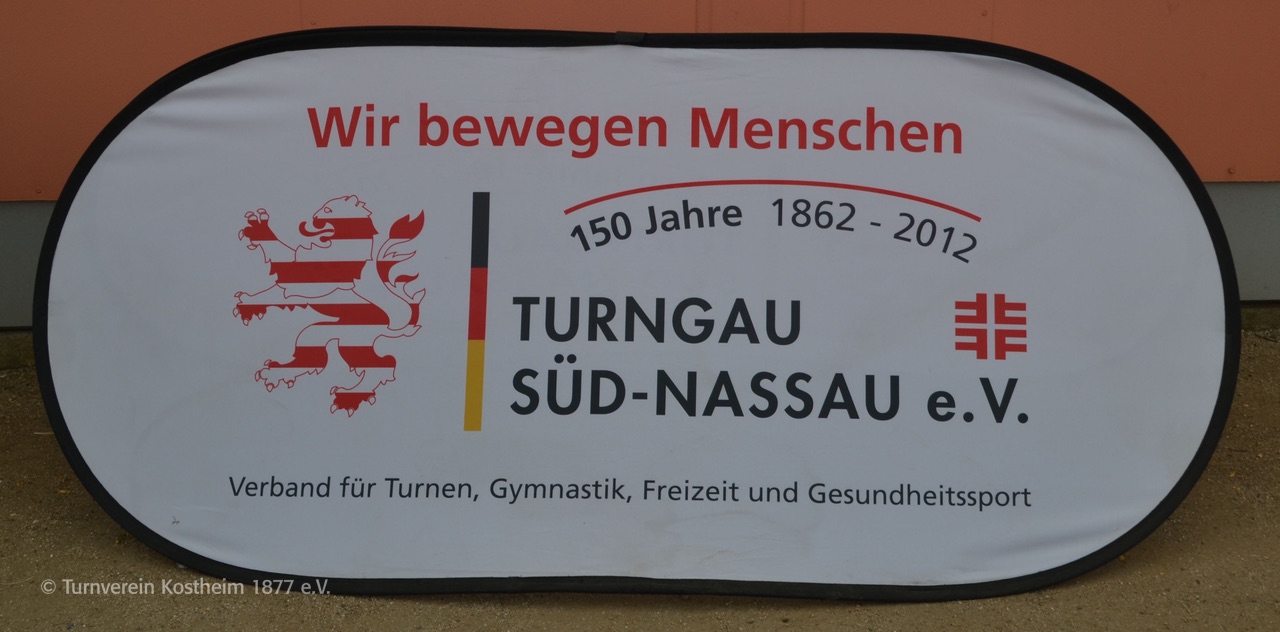 Wir bewegen Menschen
150 Jahre 1862 - 2012
TURNGAU
SÜD-NASSAU e.V.
Verband für Turnen, Gymnastik, Freizeit und Gesundheitssport
© Turnverein Kostheim 1877 e.V.